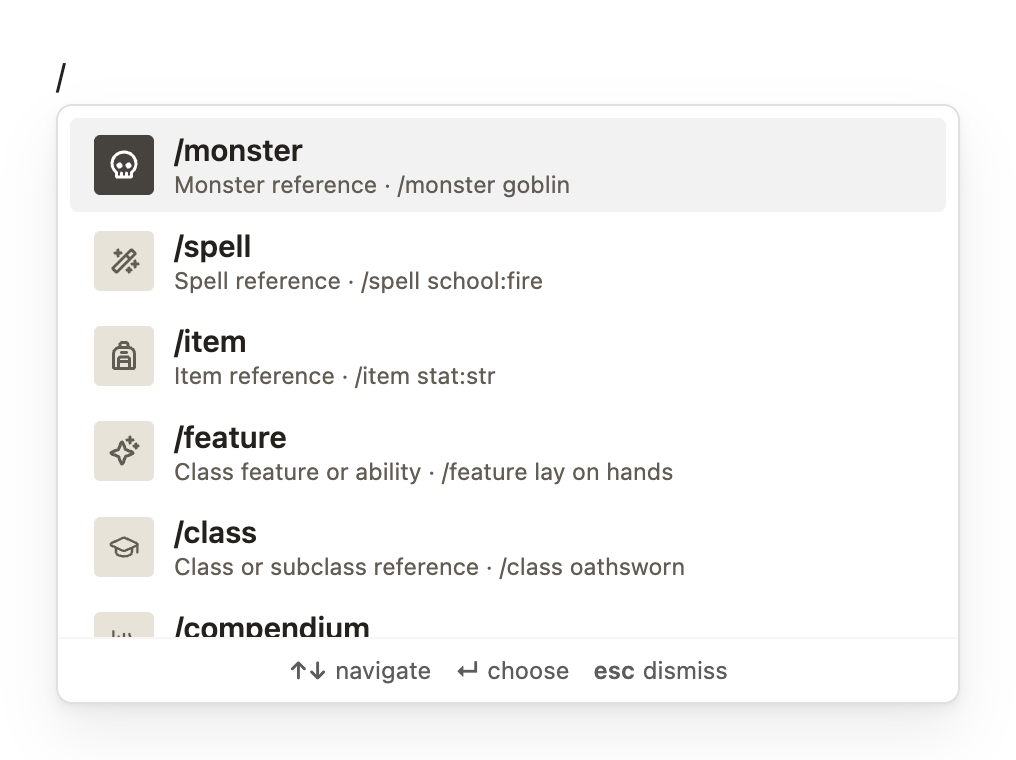 /
/monster
Monster reference · /monster goblin
/spell
Spell reference · /spell school:fire
/item
Item reference · /item stat:str
/feature
Class feature or ability · /feature lay on hands
/class
Class or subclass reference · /class oathsworn
/compendium
↑↓ navigate ↵ choose esc dismiss